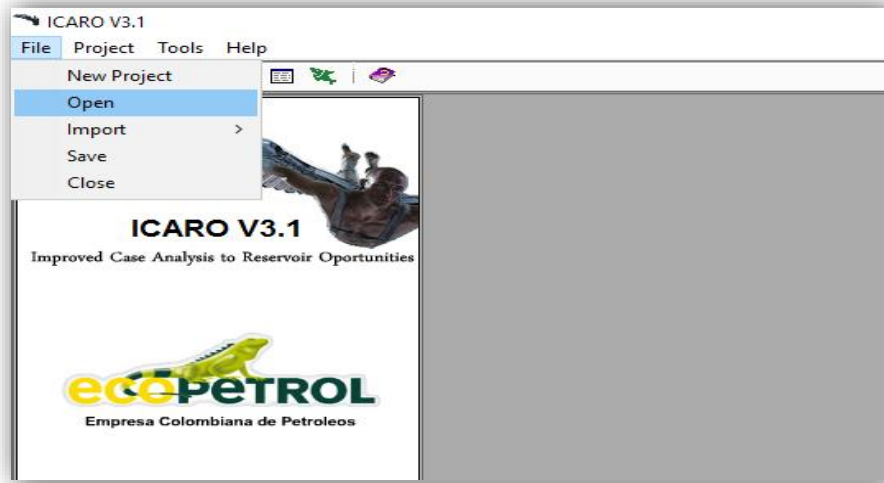 ICARO V3.1
File Project Tools Help
New Project
Open
Import >
Save
Close
ICARO V3.1
Improved Case Analysis to Reservoir Oportunities
ecoPETROL
Empresa Colombiana de Petroleos